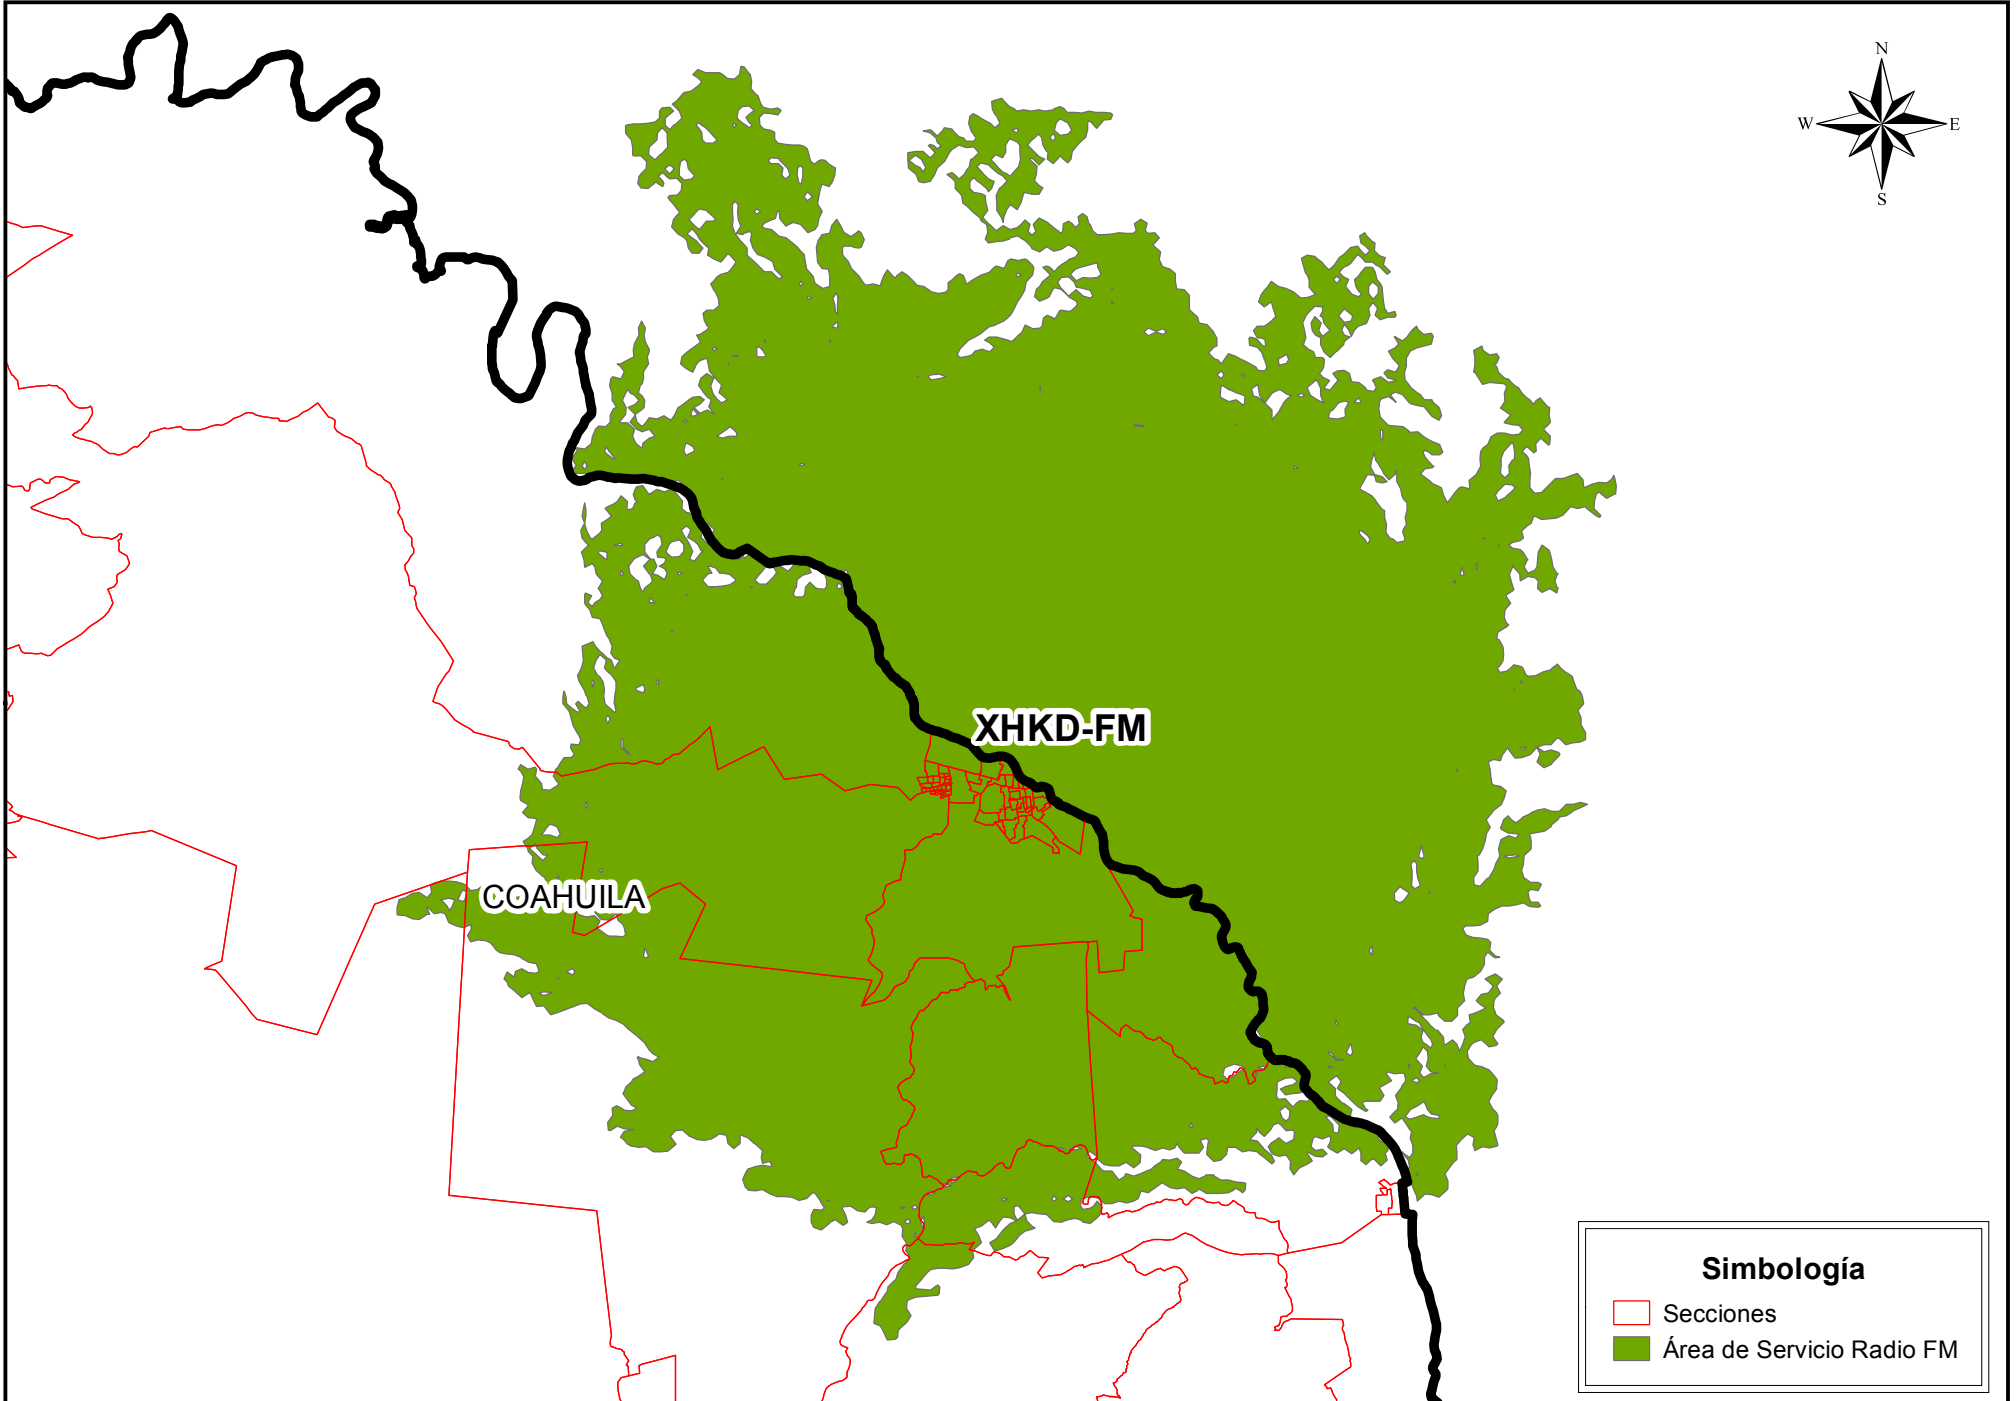 N
W E
S
XHKD-FM
COAHUILA
Simbología
Secciones
Área de Servicio Radio FM